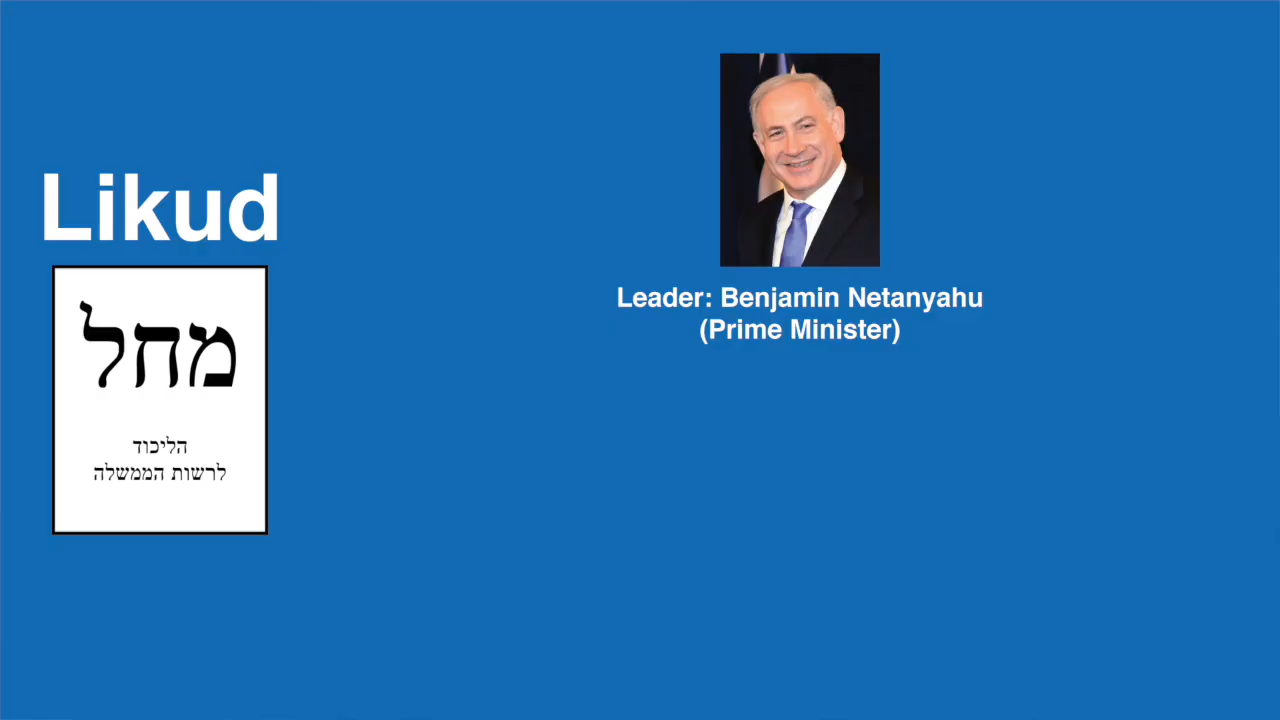 Likud
מחל
הליכוד
לרשות הממשלה
Leader: Benjamin Netanyahu
(Prime Minister)